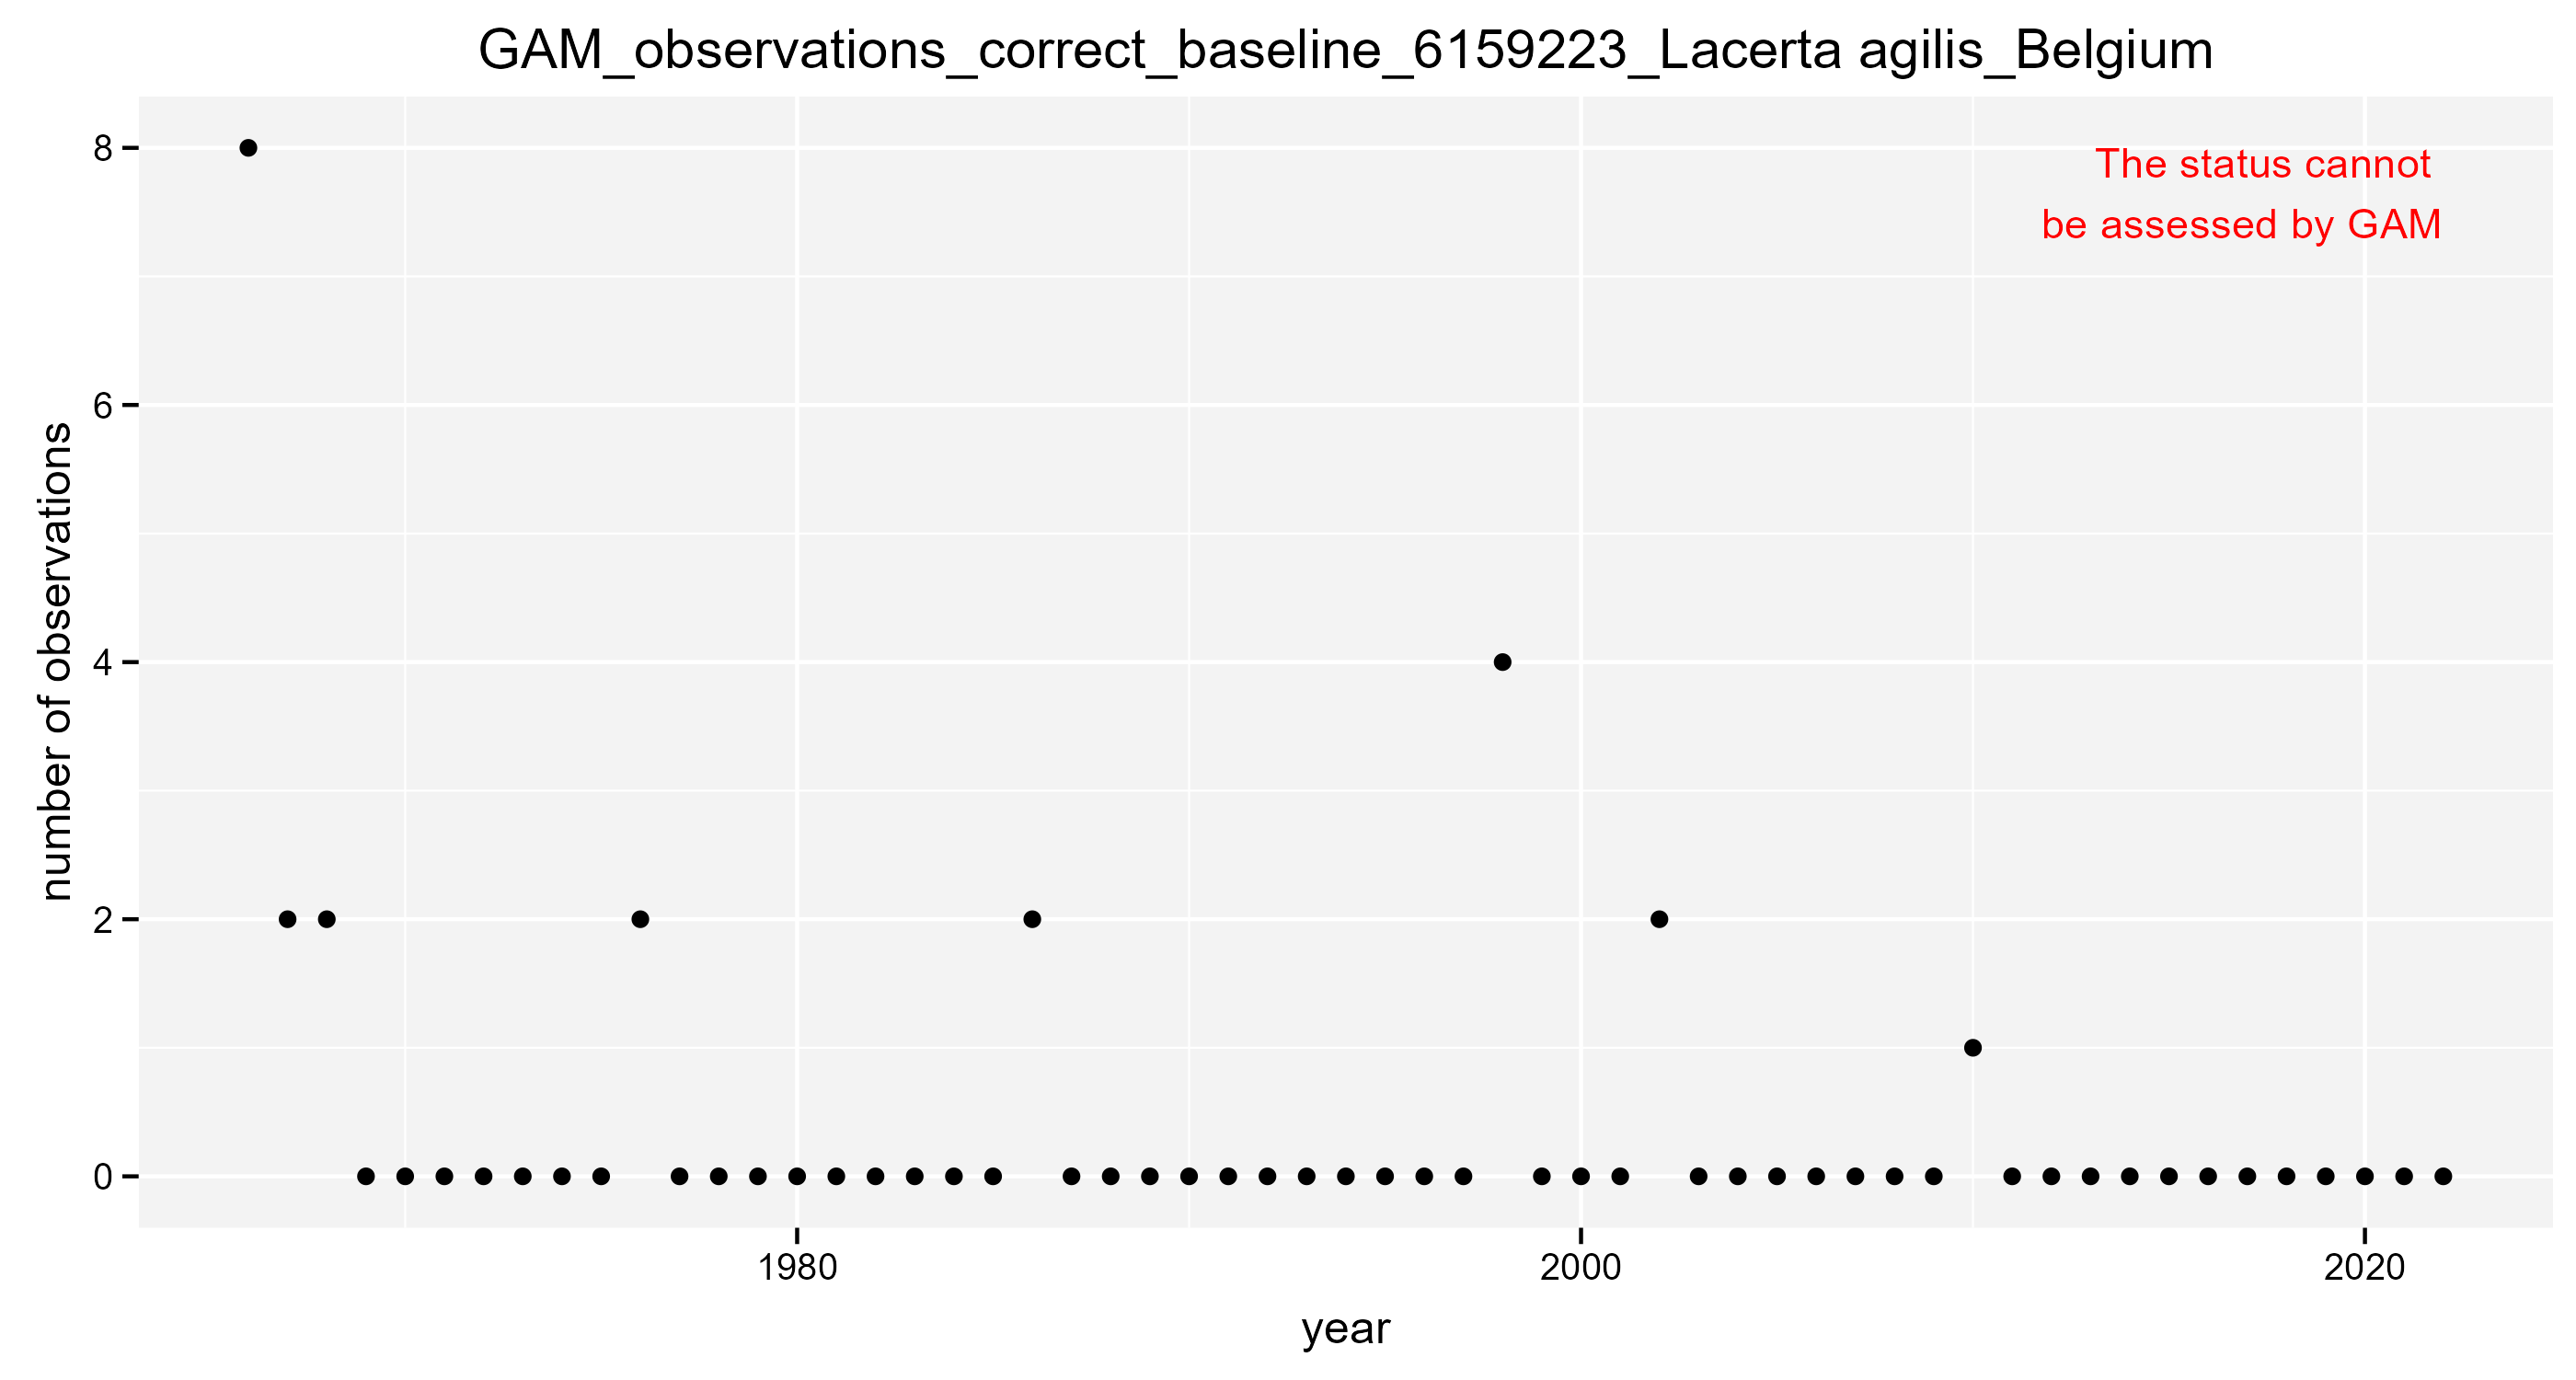 GAM_observations_correct_baseline_6159223_Lacerta agilis_Belgium
The status cannot
be assessed by GAM
8
6
4
2
0
number of observations
1980
2000
2020
year